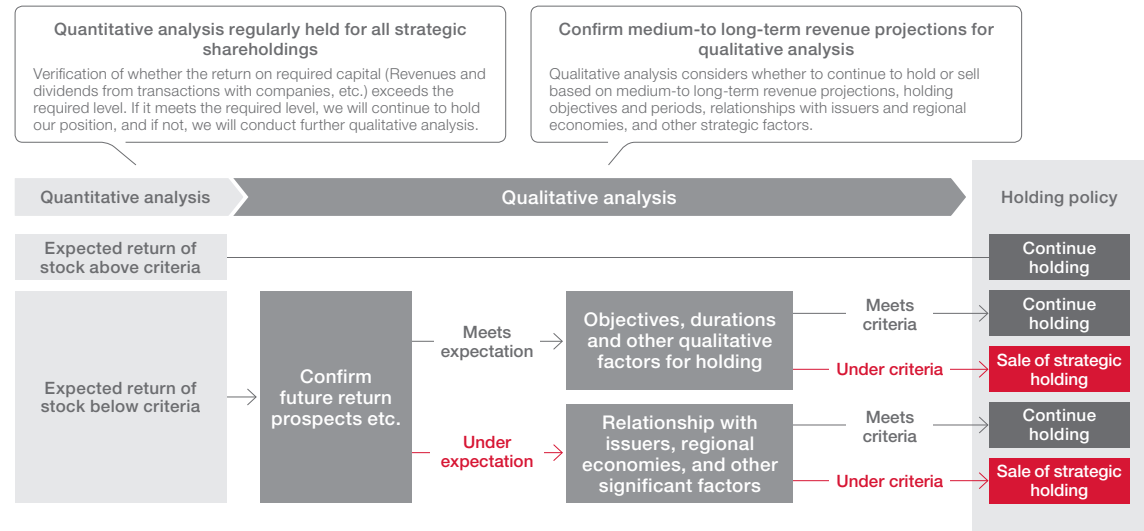 Quantitative analysis regularly held for all strategic
shareholdings
Verification of whether the return on required capital (Revenues and
dividends from transactions with companies, etc.) exceeds the
required level. If it meets the required level, we will continue to hold
our position, and if not, we will conduct further qualitative analysis.
Confirm medium-to long-term revenue projections for
qualitative analysis
Qualitative analysis considers whether to continue to hold or sell
based on medium-to long-term revenue projections, holding
objectives and periods, relationships with issuers and regional
economies, and other strategic factors.
Quantitative analysis
Qualitative analysis
Holding policy
Expected return of
stock above criteria
Continue
holding
Expected return of
stock below criteria
Confirm
future return
prospects etc.
Meets
expectation
Objectives, durations
and other qualitative
factors for holding
Meets
criteria
Continue
holding
Under criteria
Sale of strategic
holding
Under
expectation
Relationship with
issuers, regional
economies, and other
significant factors
Meets
criteria
Continue
holding
Under criteria
Sale of strategic
holding